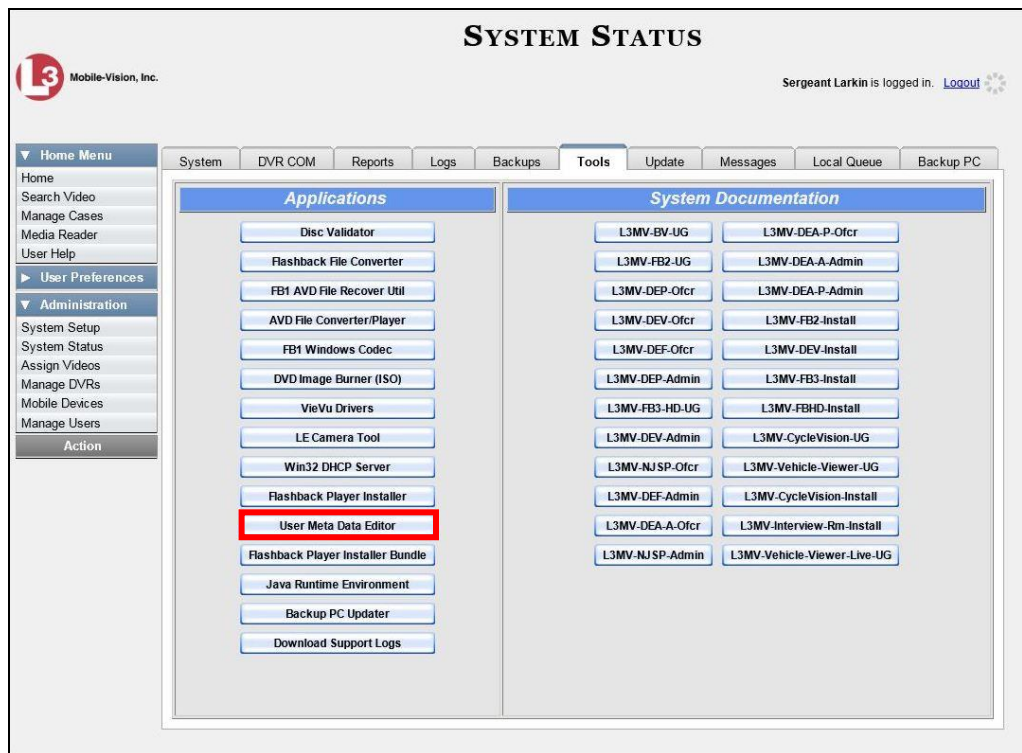 SYSTEM STATUS
L3 Mobile-Vision, Inc.
Sergeant Larkin is logged in. Logout
▼ Home Menu
Home
Search Video
Manage Cases
Media Reader
User Help
▶ User Preferences
▼ Administration
System Setup
System Status
Assign Videos
Manage DVRs
Mobile Devices
Manage Users
Action
System DVR COM Reports Logs Backups Tools Update Messages Local Queue Backup PC
Applications
Disc Validator
Flashback File Converter
FB1 AVD File Recover Util
AVD File Converter/Player
FB1 Windows Codec
DVD Image Burner (ISO)
VieVu Drivers
LE Camera Tool
Win32 DHCP Server
Flashback Player Installer
User Meta Data Editor
Flashback Player Installer Bundle
Java Runtime Environment
Backup PC Updater
Download Support Logs
System Documentation
L3MV-BV-UG L3MV-DEA-P-Ofcr
L3MV-FB2-UG L3MV-DEA-A-Admin
L3MV-DEP-Ofcr L3MV-DEA-P-Admin
L3MV-DEV-Ofcr L3MV-FB2-Install
L3MV-DEF-Ofcr L3MV-DEV-Install
L3MV-DEP-Admin L3MV-FB3-Install
L3MV-FB3-HD-UG L3MV-FBHD-Install
L3MV-DEV-Admin L3MV-CycleVision-UG
L3MV-NJSP-Ofcr L3MV-Vehicle-Viewer-UG
L3MV-DEF-Admin L3MV-CycleVision-Install
L3MV-DEA-A-Ofcr L3MV-Interview-Rm-Install
L3MV-NJSP-Admin L3MV-Vehicle-Viewer-Live-UG